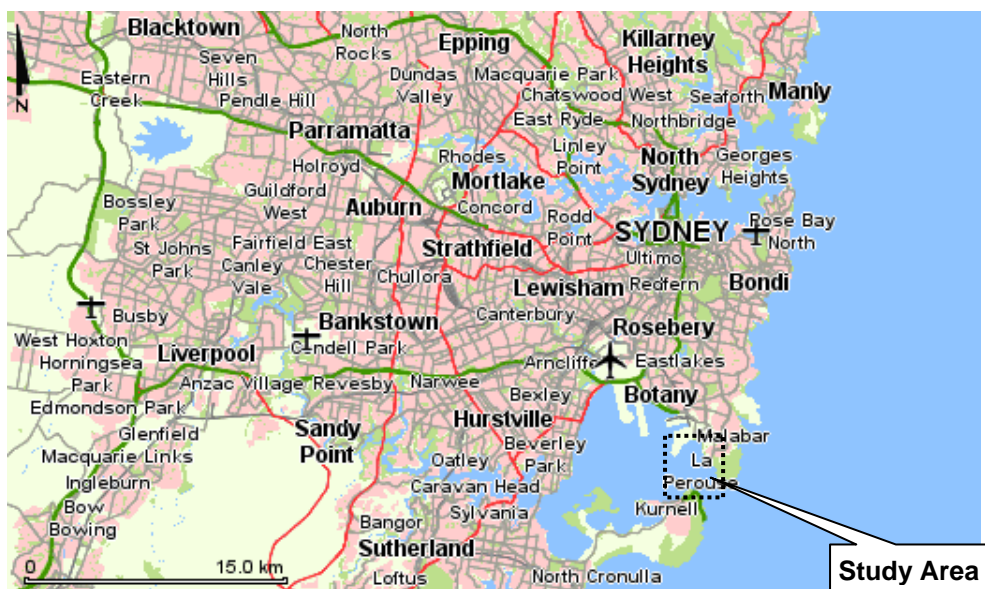 Blacktown
North
Rocks
Epping
Killarney
Heights
Seven
Hills
Dundas
Valley
Macquarie Park
Eastern
Creek
Pendle Hill
Chatswood West
Seaforth
Manly
N
Parramatta
East Ryde
Northbridge
Holroyd
Rhodes
Linley
Point
North
Sydney
Georges
Heights
Mortlake
Guildford
West
Auburn
Concord
Bossley
Park
Rodd
Point
SYDNEY
Rose Bay
North
St Johns
Park
Fairfield East
Strathfield
Ultimo
Canley
Vale
Chester
Hill
Chullora
Lewisham
Redfern
Bondi
Busby
Bankstown
Canterbury
Rosebery
West Hoxton
Condell Park
Horningsea
Park
Liverpool
Arncliffe
Eastlakes
Anzac Village
Revesby
Narwee
Bexley
Botany
Edmondson Park
Sandy
Point
Hurstville
Glenfield
Beverley
Park
Malabar
Macquarie Links
Oatley
La
Perouse
Ingleburn
Caravan Head
Bow
Bowing
Bangor
Sylvania
Kurnell
Sutherland
0 15.0 km
Loftus
North Cronulla
Study Area